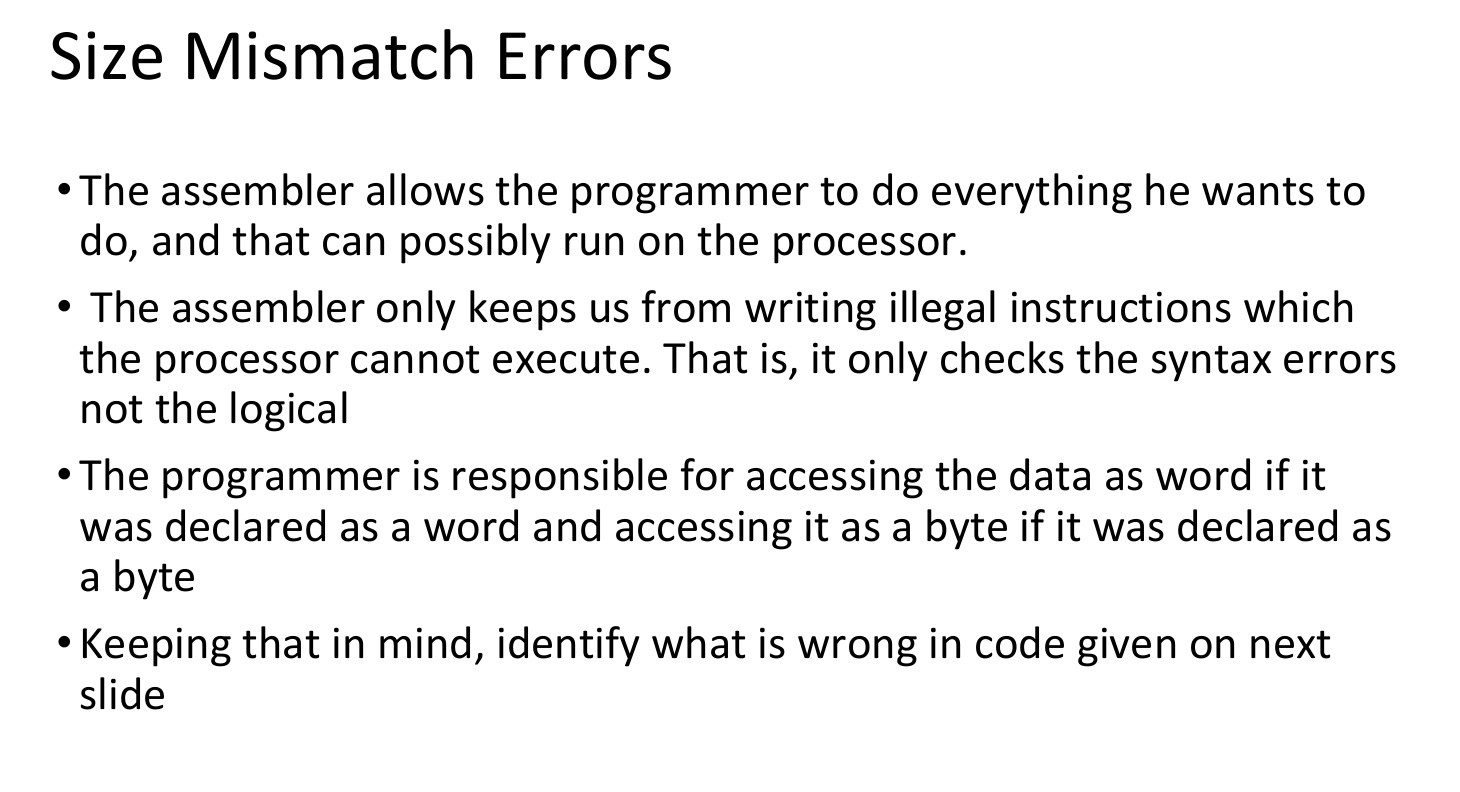 Size Mismatch Errors
• The assembler allows the programmer to do everything he wants to
do, and that can possibly run on the processor.
• The assembler only keeps us from writing illegal instructions which
the processor cannot execute. That is, it only checks the syntax errors
not the logical
• The programmer is responsible for accessing the data as word if it
was declared as a word and accessing it as a byte if it was declared as
a byte
• Keeping that in mind, identify what is wrong in code given on next
slide